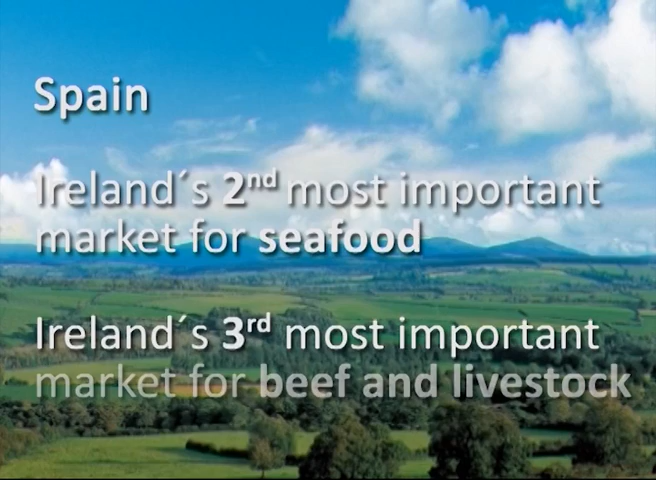 Spain
Ireland´s 2nd most important
market for seafood
Ireland´s 3rd most important
market for beef and livestock